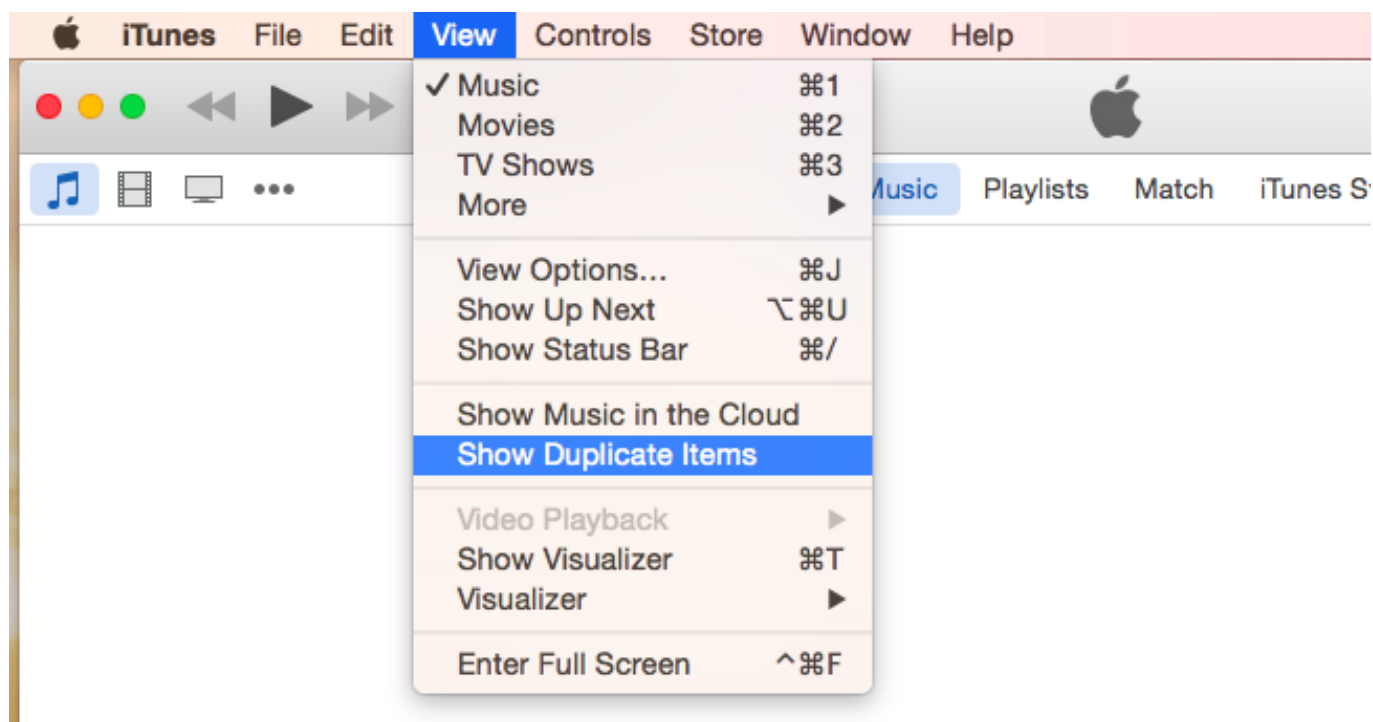 iTunes File Edit View Controls Store Window Help
✓ Music ⌘1
Movies ⌘2
TV Shows ⌘3
More ▶
Music Playlists Match iTunes S
View Options... ⌘J
Show Up Next ⌥⌘U
Show Status Bar ⌘/
Show Music in the Cloud
Show Duplicate Items
Video Playback ▶
Show Visualizer ⌘T
Visualizer ▶
Enter Full Screen ^⌘F